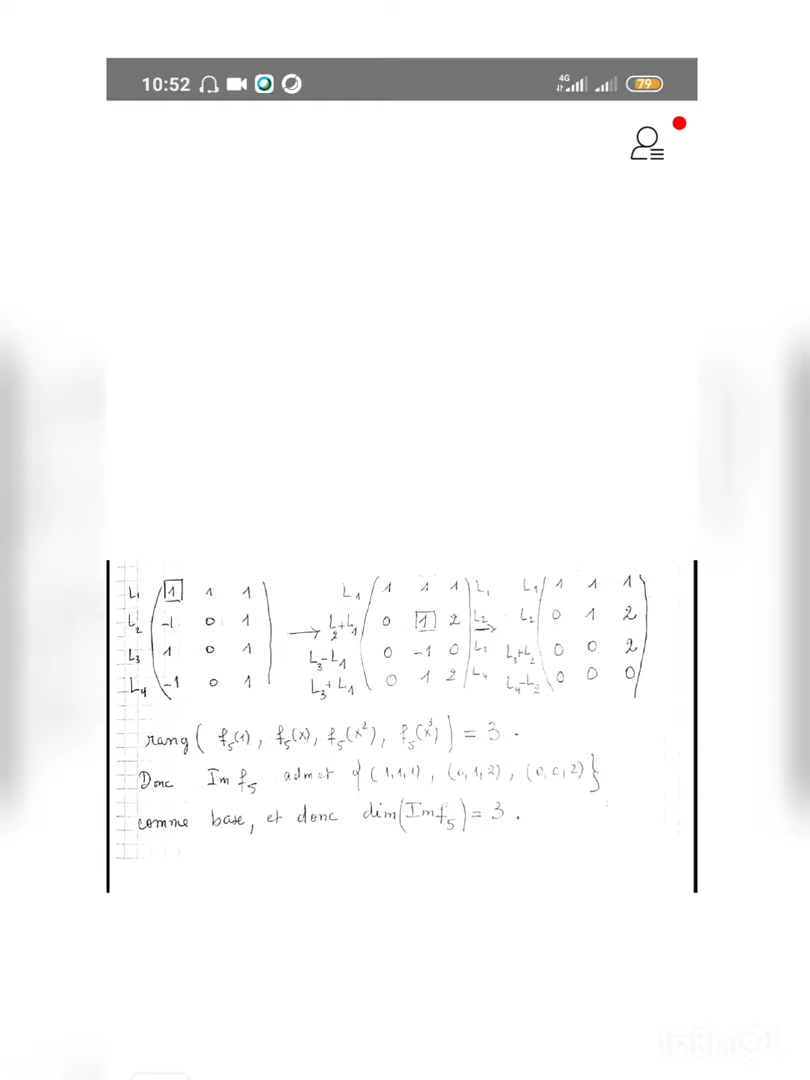 10:52 4G 79
L1 ( 1 1 1 ) L1 ( 1 1 1 ) L1 L1 ( 1 1 1 )
L2 ( -1 0 1 ) → L2+L1 ( 0 1 2 ) L2 → L2 ( 0 1 2 )
L3 ( 1 0 1 ) L3-L1 ( 0 -1 0 ) L3 L3+L2 ( 0 0 2 )
L4 ( -1 0 1 ) L3+L1 ( 0 1 2 ) L4 L4-L2 ( 0 0 0 )
rang ( f5(1), f5(x), f5(x²), f5(x³) ) = 3 .
Donc Im f5 admet { (1,1,1), (0,1,2), (0,0,2) }
comme base, et donc dim(Im f5) = 3 .